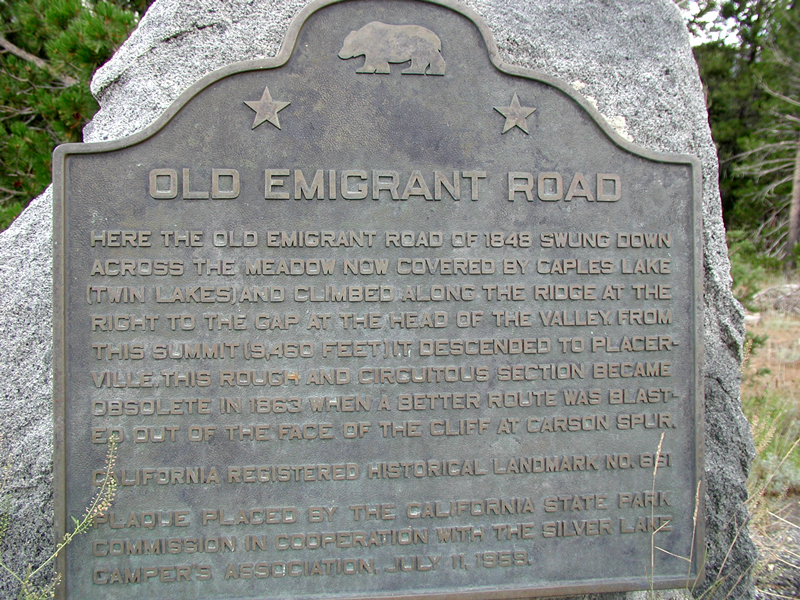 OLD EMIGRANT ROAD
HERE THE OLD EMIGRANT ROAD OF 1848 SWUNG DOWN
ACROSS THE MEADOW NOW COVERED BY CAPLES LAKE
(TWIN LAKES) AND CLIMBED ALONG THE RIDGE AT THE
RIGHT TO THE GAP AT THE HEAD OF THE VALLEY. FROM
THIS SUMMIT (9,460 FEET) IT DESCENDED TO PLACER-
VILLE. THIS ROUGH AND CIRCUITOUS SECTION BECAME
OBSOLETE IN 1863 WHEN A BETTER ROUTE WAS BLAST-
ED OUT OF THE FACE OF THE CLIFF AT CARSON SPUR.
CALIFORNIA REGISTERED HISTORICAL LANDMARK NO. 661
PLAQUE PLACED BY THE CALIFORNIA STATE PARK
COMMISSION IN COOPERATION WITH THE SILVER LAKE
CAMPER'S ASSOCIATION, JULY 11, 1959.